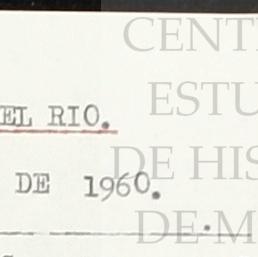 CENT
ESTU
EL RIO.
DE HIS
DE 1960.
DE M